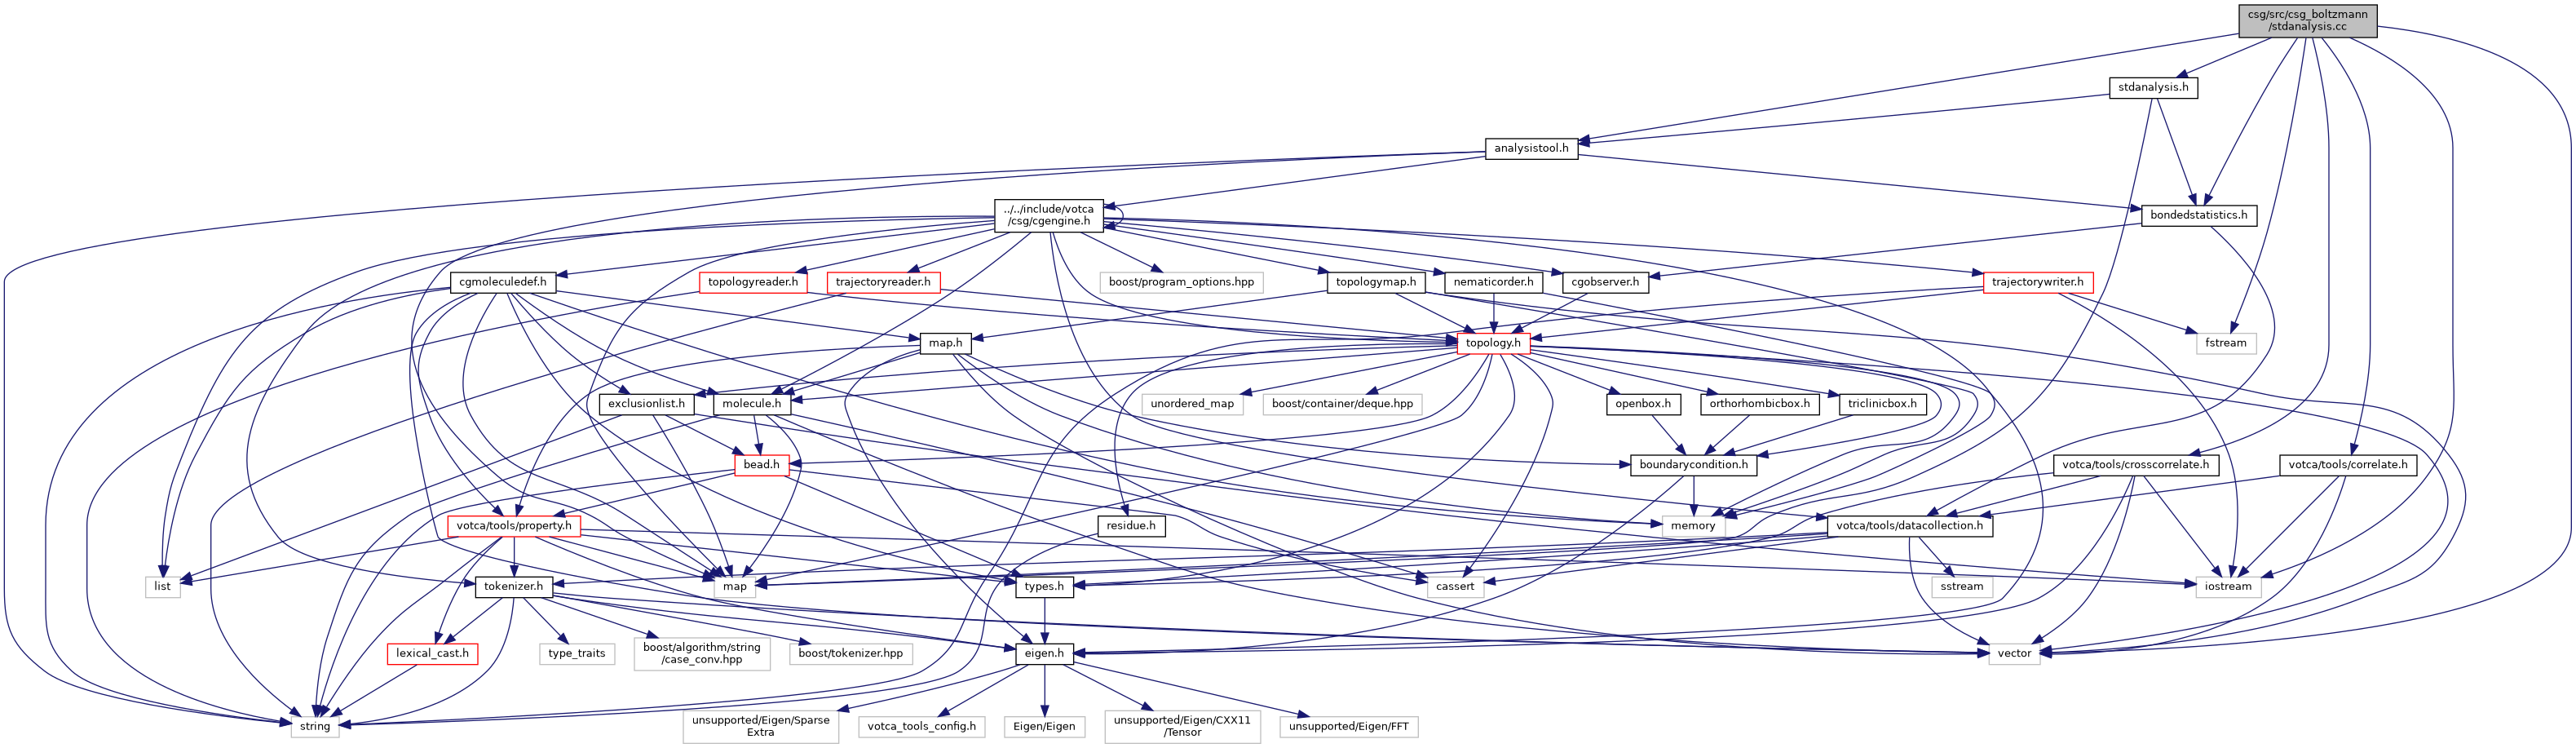 csg/src/csg_boltzmann
/stdanalysis.cc
stdanalysis.h
analysistool.h
../../include/votca
/csg/cgengine.h
bondedstatistics.h
cgmoleculedef.h
topologyreader.h
trajectoryreader.h
boost/program_options.hpp
topologymap.h
nematicorder.h
cgobserver.h
trajectorywriter.h
map.h
topology.h
fstream
exclusionlist.h
molecule.h
unordered_map
boost/container/deque.hpp
openbox.h
orthorhombicbox.h
triclinicbox.h
bead.h
boundarycondition.h
votca/tools/crosscorrelate.h
votca/tools/correlate.h
votca/tools/property.h
residue.h
memory
votca/tools/datacollection.h
list
tokenizer.h
map
types.h
cassert
sstream
iostream
lexical_cast.h
type_traits
boost/algorithm/string
/case_conv.hpp
boost/tokenizer.hpp
eigen.h
vector
string
unsupported/Eigen/Sparse
Extra
votca_tools_config.h
Eigen/Eigen
unsupported/Eigen/CXX11
/Tensor
unsupported/Eigen/FFT